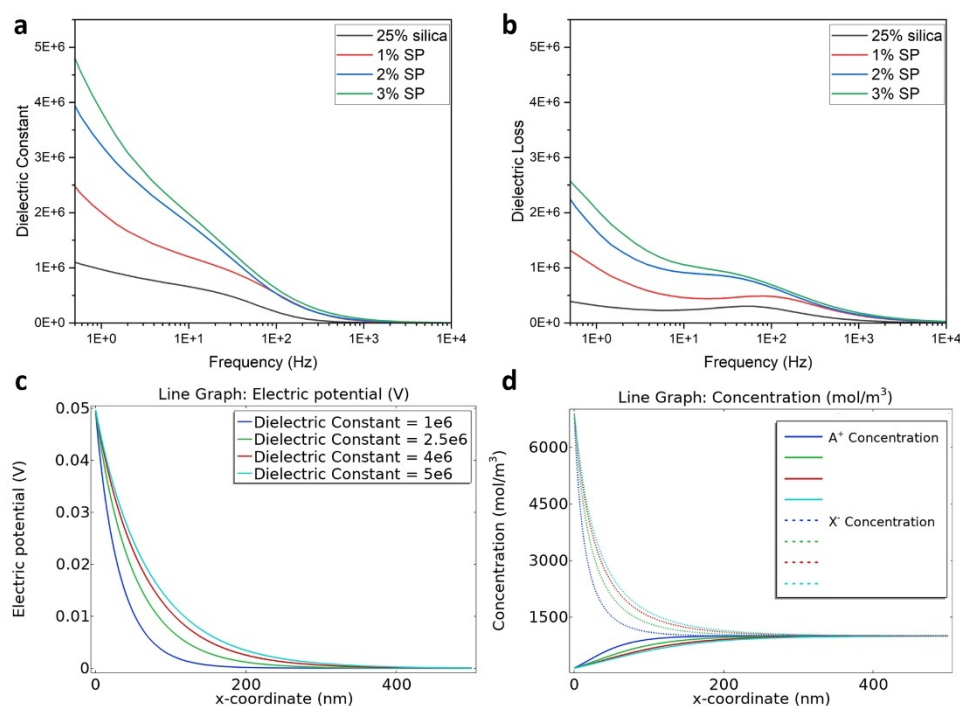 a
5E+6
4E+6
3E+6
2E+6
1E+6
0E+0
Dielectric Constant
25% silica
1% SP
2% SP
3% SP
1E+0
1E+1
1E+2
1E+3
1E+4
Frequency (Hz)
b
5E+6
4E+6
3E+6
2E+6
1E+6
0E+0
Dielectric Loss
25% silica
1% SP
2% SP
3% SP
1E+0
1E+1
1E+2
1E+3
1E+4
Frequency (Hz)
c
Line Graph: Electric potential (V)
0.05
0.04
0.03
0.02
0.01
0
Electric potential (V)
Dielectric Constant = 1e6
Dielectric Constant = 2.5e6
Dielectric Constant = 4e6
Dielectric Constant = 5e6
0
200
400
x-coordinate (nm)
d
Line Graph: Concentration (mol/m³)
6000
4500
3000
1500
Concentration (mol/m³)
A⁺ Concentration
X⁻ Concentration
0
200
400
x-coordinate (nm)